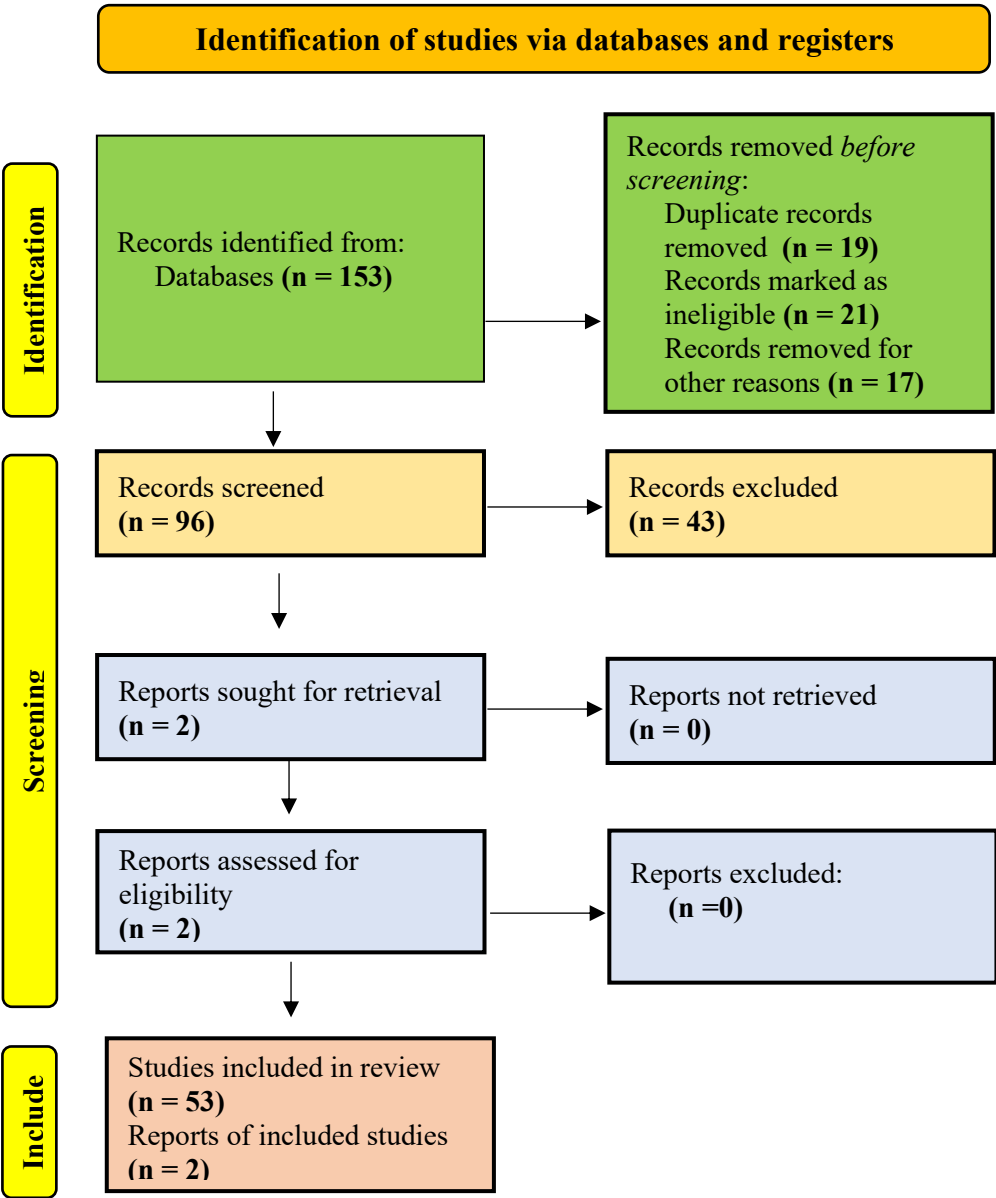 Identification of studies via databases and registers
Identification
Records identified from:
Databases (n = 153)
Records removed before
screening:
Duplicate records
removed  (n = 19)
Records marked as
ineligible (n = 21)
Records removed for
other reasons (n = 17)
Screening
Records screened
(n = 96)
Records excluded
(n = 43)
Reports sought for retrieval
(n = 2)
Reports not retrieved
(n = 0)
Reports assessed for
eligibility
(n = 2)
Reports excluded:
(n =0)
Include
Studies included in review
(n = 53)
Reports of included studies
(n = 2)